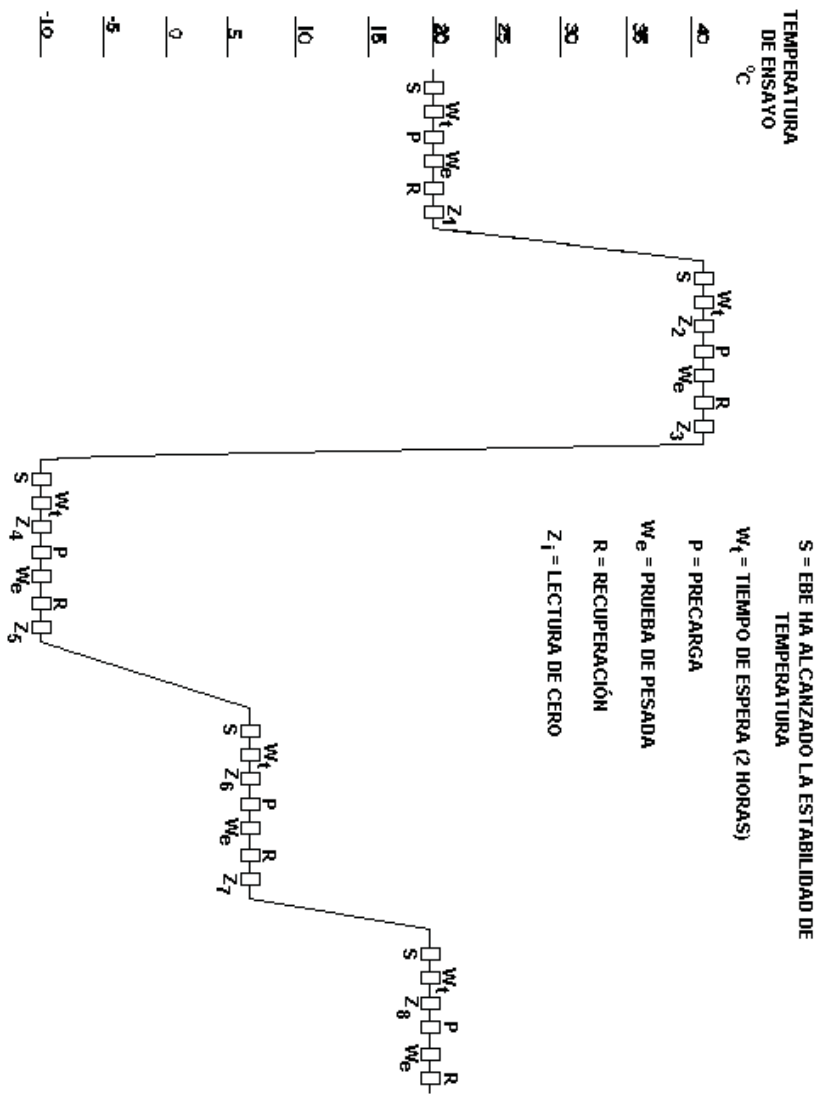 TEMPERATURA
DE ENSAYO
°C
S = EBE HA ALCANZADO LA ESTABILIDAD DE
TEMPERATURA
Wt = TIEMPO DE ESPERA (2 HORAS)
P = PRECARGA
We = PRUEBA DE PESADA
R = RECUPERACIÓN
Zi = LECTURA DE CERO
40
35
30
25
20
15
10
5
0
-5
-10
S Wt P We R Z1
S Wt Z2 P We R Z3
S Wt Z4 P We R Z5
S Wt Z6 P We R Z7
S Wt Z8 P We R